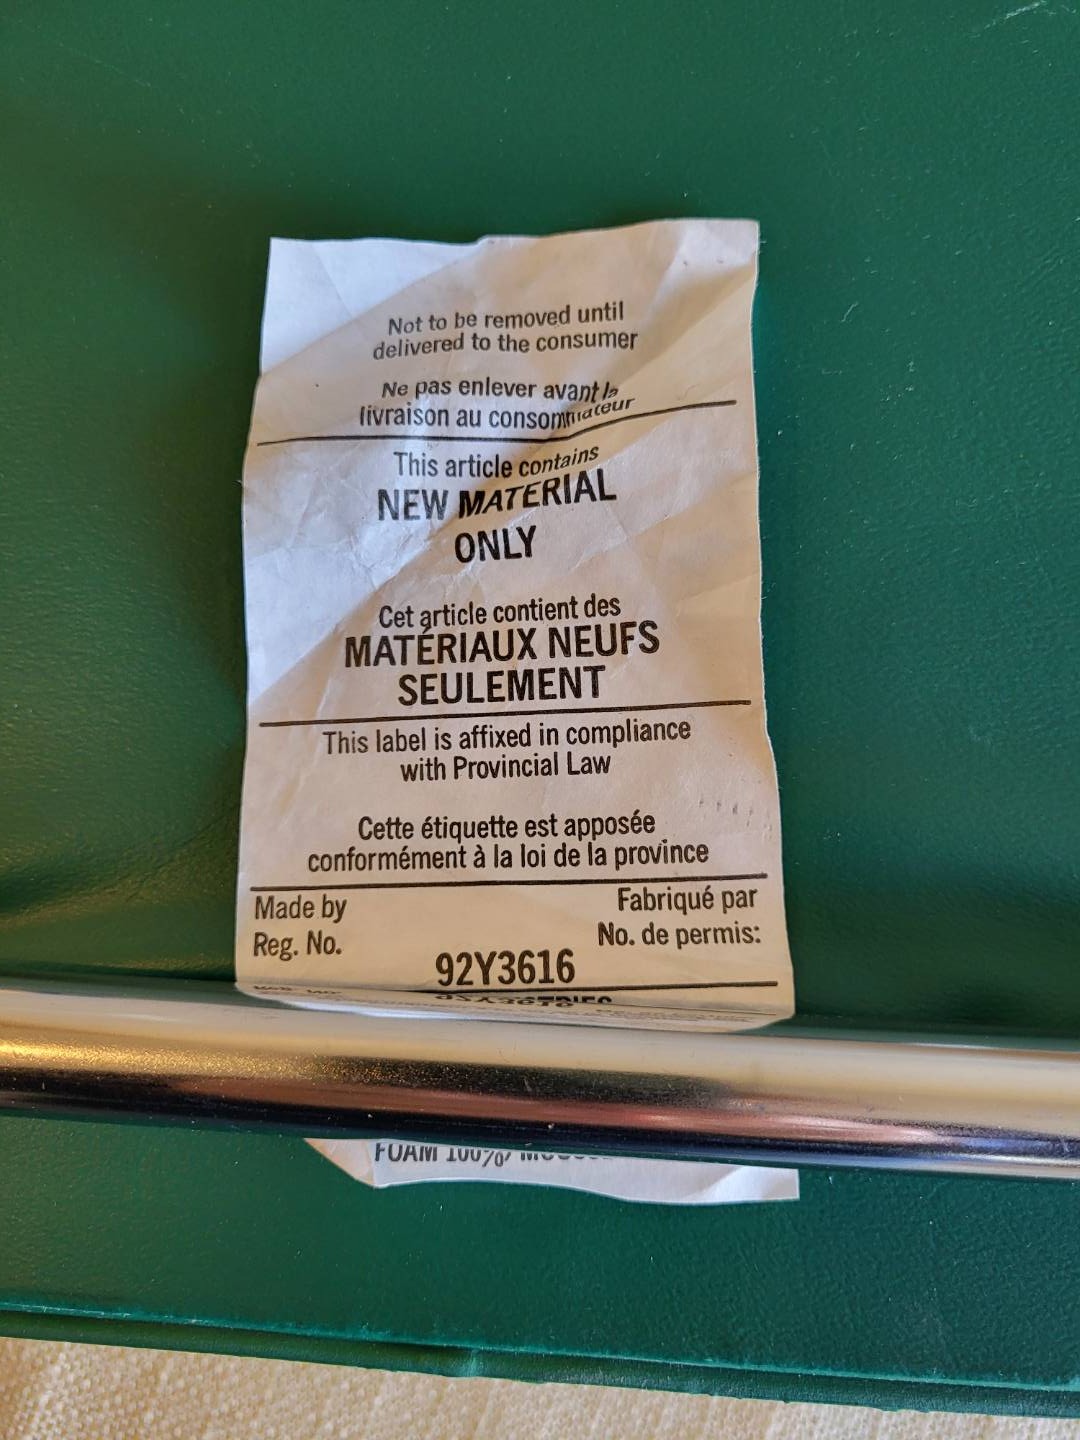 Not to be removed until
delivered to the consumer
Ne pas enlever avant la
livraison au consommateur
This article contains
NEW MATERIAL
ONLY
Cet article contient des
MATÉRIAUX NEUFS
SEULEMENT
This label is affixed in compliance
with Provincial Law
Cette étiquette est apposée
conformément à la loi de la province
Made by Fabriqué par
Reg. No. No. de permis:
92Y3616
FOAM 100%